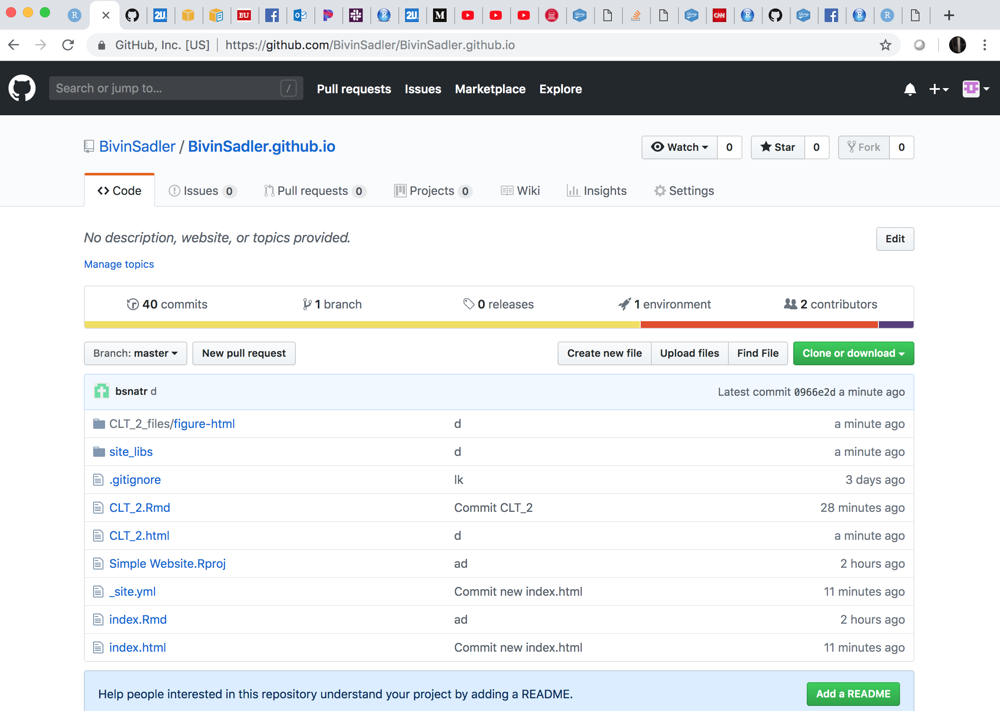 R 2U. BU 2U. M Shiny Shiny CNN R Shiny R R
GitHub, Inc. [US] https://github.com/BivinSadler/BivinSadler.github.io
Search or jump to... / Pull requests Issues Marketplace Explore
BivinSadler / BivinSadler.github.io Watch 0 Star 0 Fork 0
Code Issues 0 Pull requests 0 Projects 0 Wiki Insights Settings
No description, website, or topics provided. Edit
Manage topics
40 commits 1 branch 0 releases 1 environment 2 contributors
Branch: master New pull request Create new file Upload files Find File Clone or download
bsnatr d Latest commit 0966e2d a minute ago
CLT_2_files/figure-html d a minute ago
site_libs d a minute ago
.gitignore lk 3 days ago
CLT_2.Rmd Commit CLT_2 28 minutes ago
CLT_2.html d a minute ago
Simple Website.Rproj ad 2 hours ago
_site.yml Commit new index.html 11 minutes ago
index.Rmd ad 2 hours ago
index.html Commit new index.html 11 minutes ago
Help people interested in this repository understand your project by adding a README. Add a README